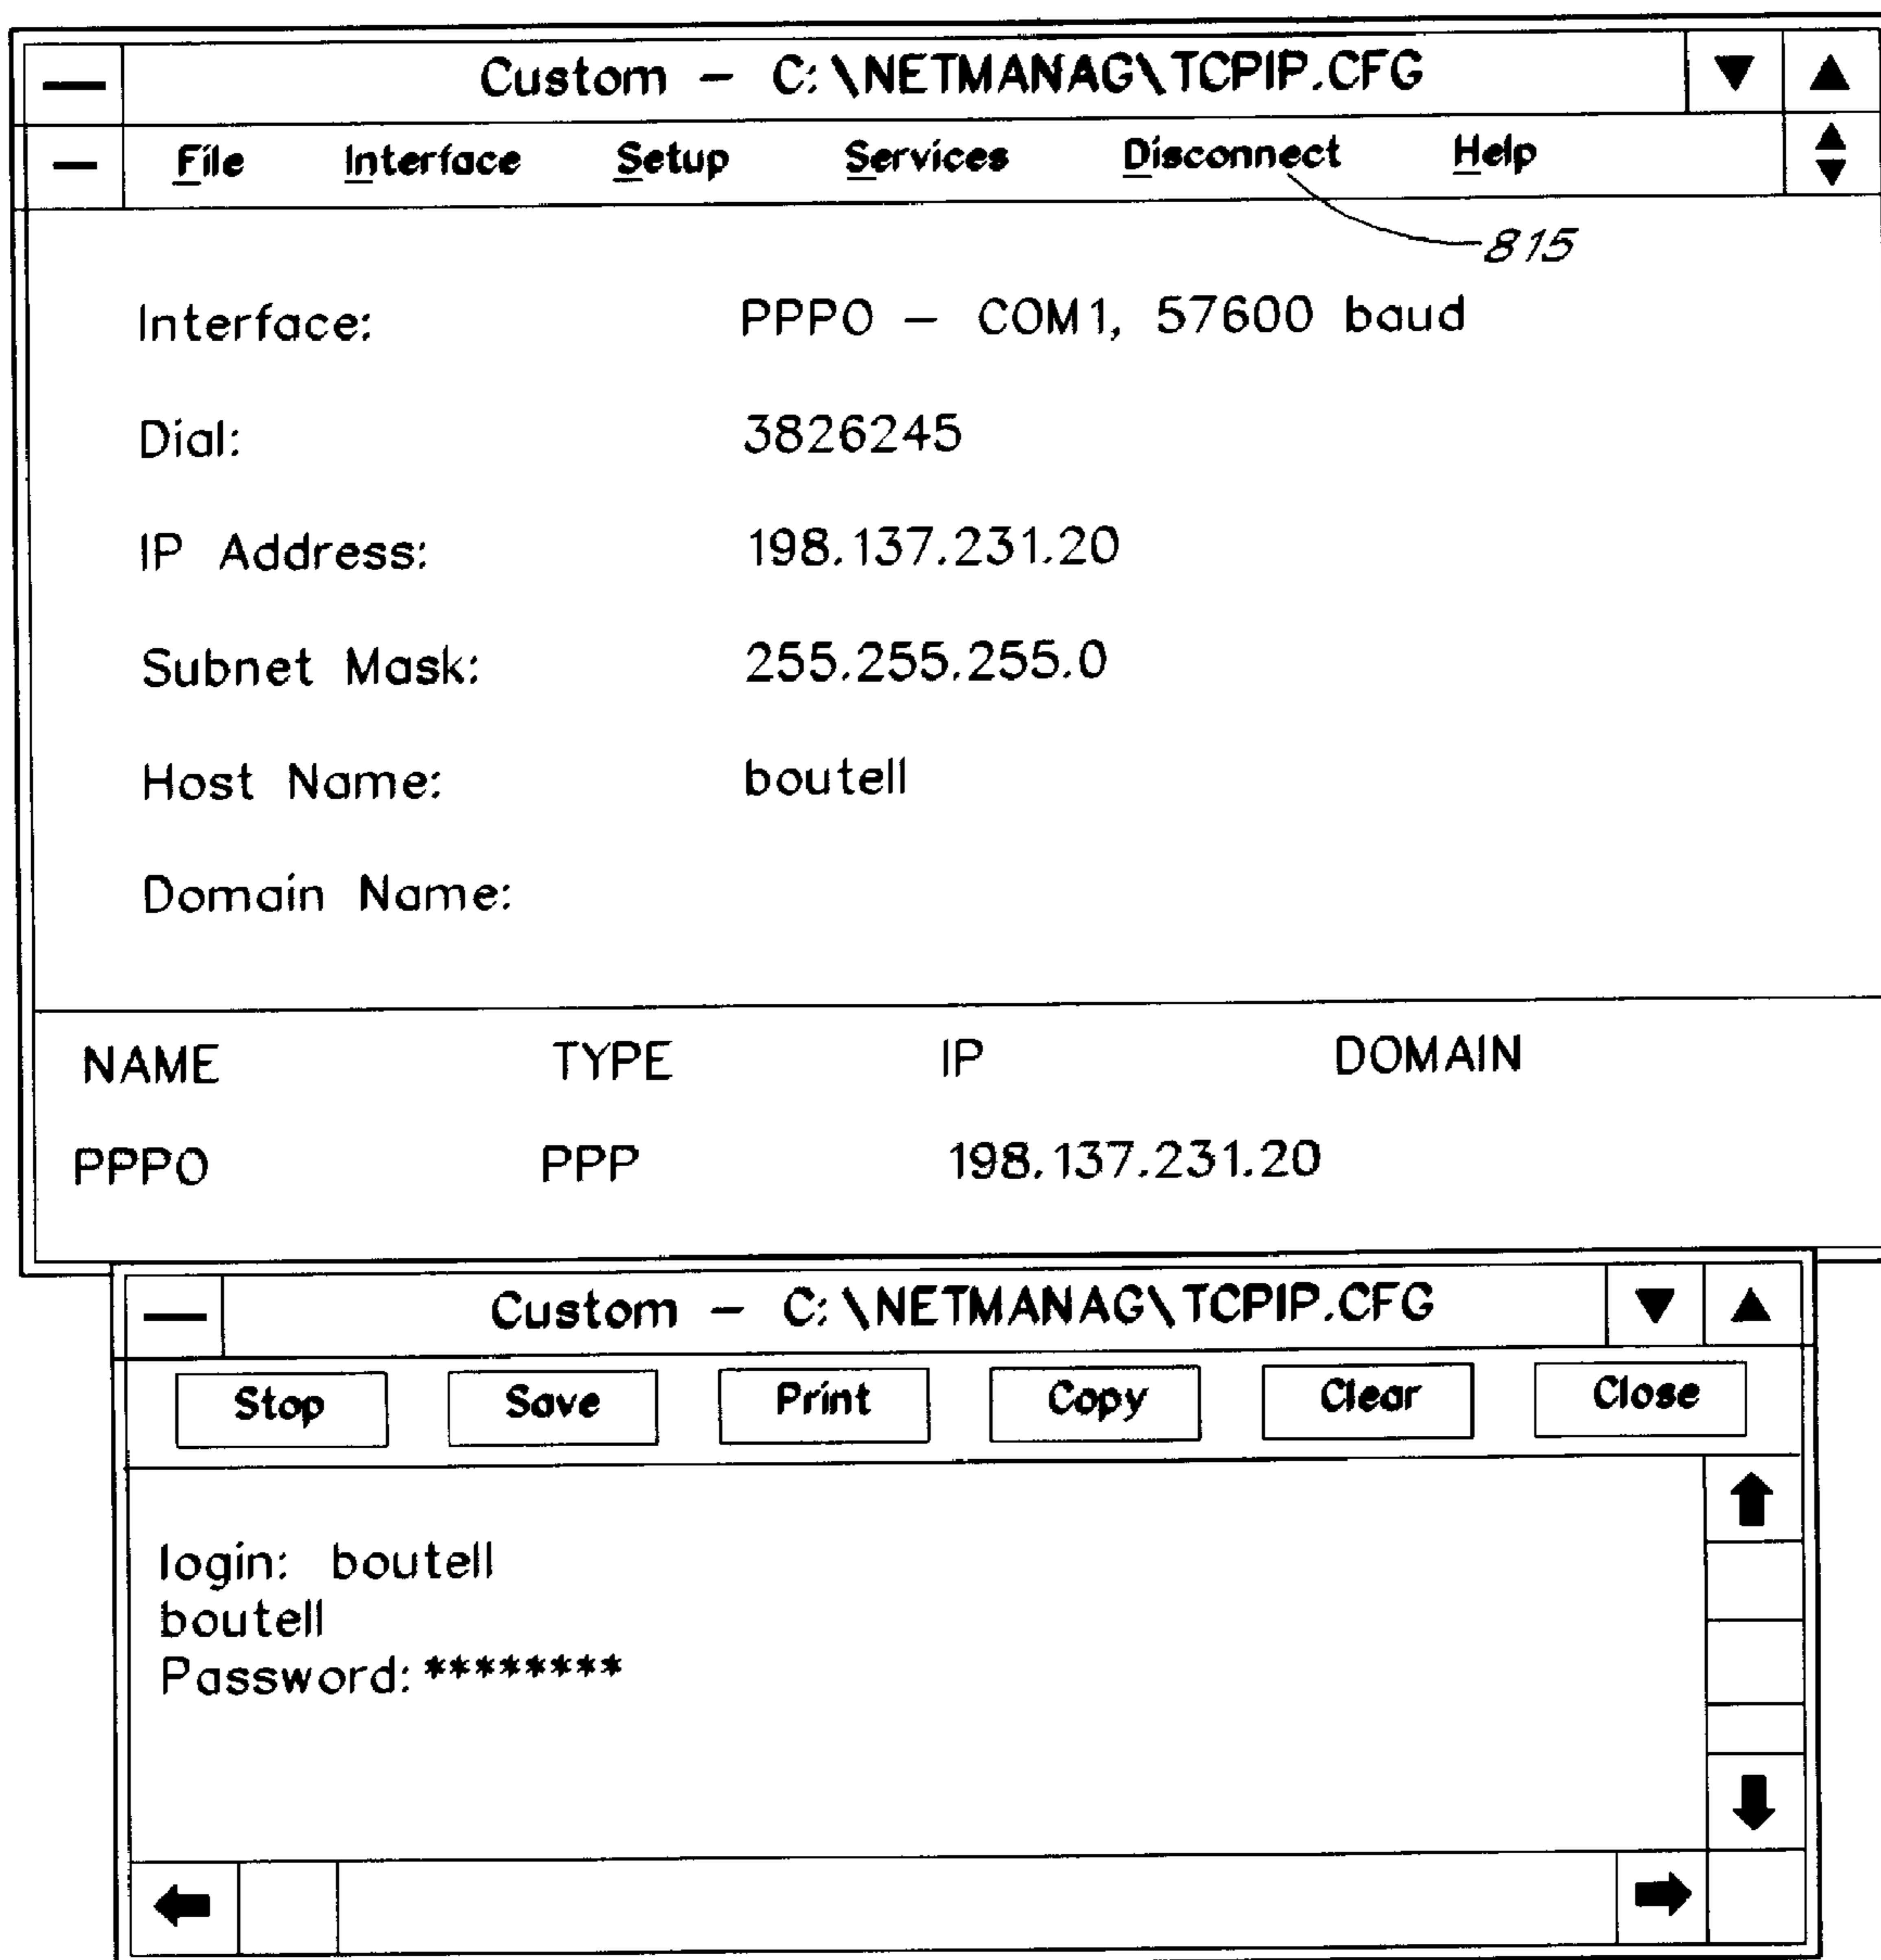 Custom – C:\NETMANAG\TCPIP.CFG
File Interface Setup Services Disconnect Help
815
Interface: PPP0 – COM1, 57600 baud
Dial: 3826245
IP Address: 198.137.231.20
Subnet Mask: 255.255.255.0
Host Name: boutell
Domain Name:
NAME TYPE IP DOMAIN
PPP0 PPP 198.137.231.20
Custom – C:\NETMANAG\TCPIP.CFG
Stop Save Print Copy Clear Close
login: boutell
boutell
Password: ********